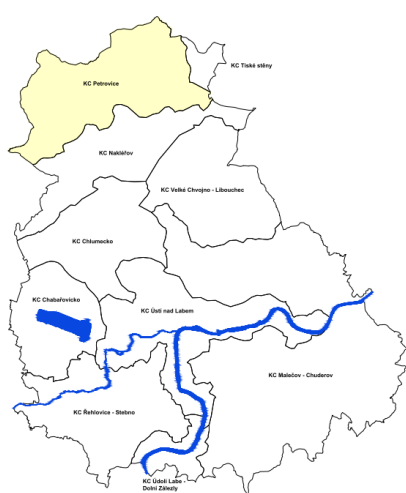 KC Tiské stěny
KC Petrovice
KC Nakléřov
KC Velké Chvojno - Libouchec
KC Chlumecko
KC Chabařovicko
KC Ústí nad Labem
KC Malečov - Chuderov
KC Řehlovice - Stebno
KC Údolí Labe -
Dolní Zálezly